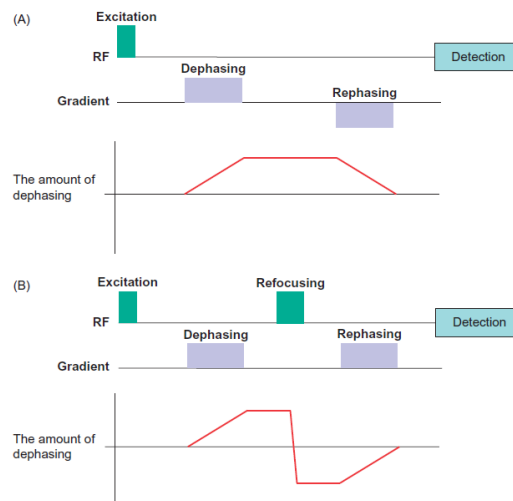 (A)
Excitation
RF
Detection
Dephasing
Gradient
Rephasing
The amount of
dephasing
(B)
Excitation
Refocusing
RF
Detection
Dephasing
Rephasing
Gradient
The amount of
dephasing